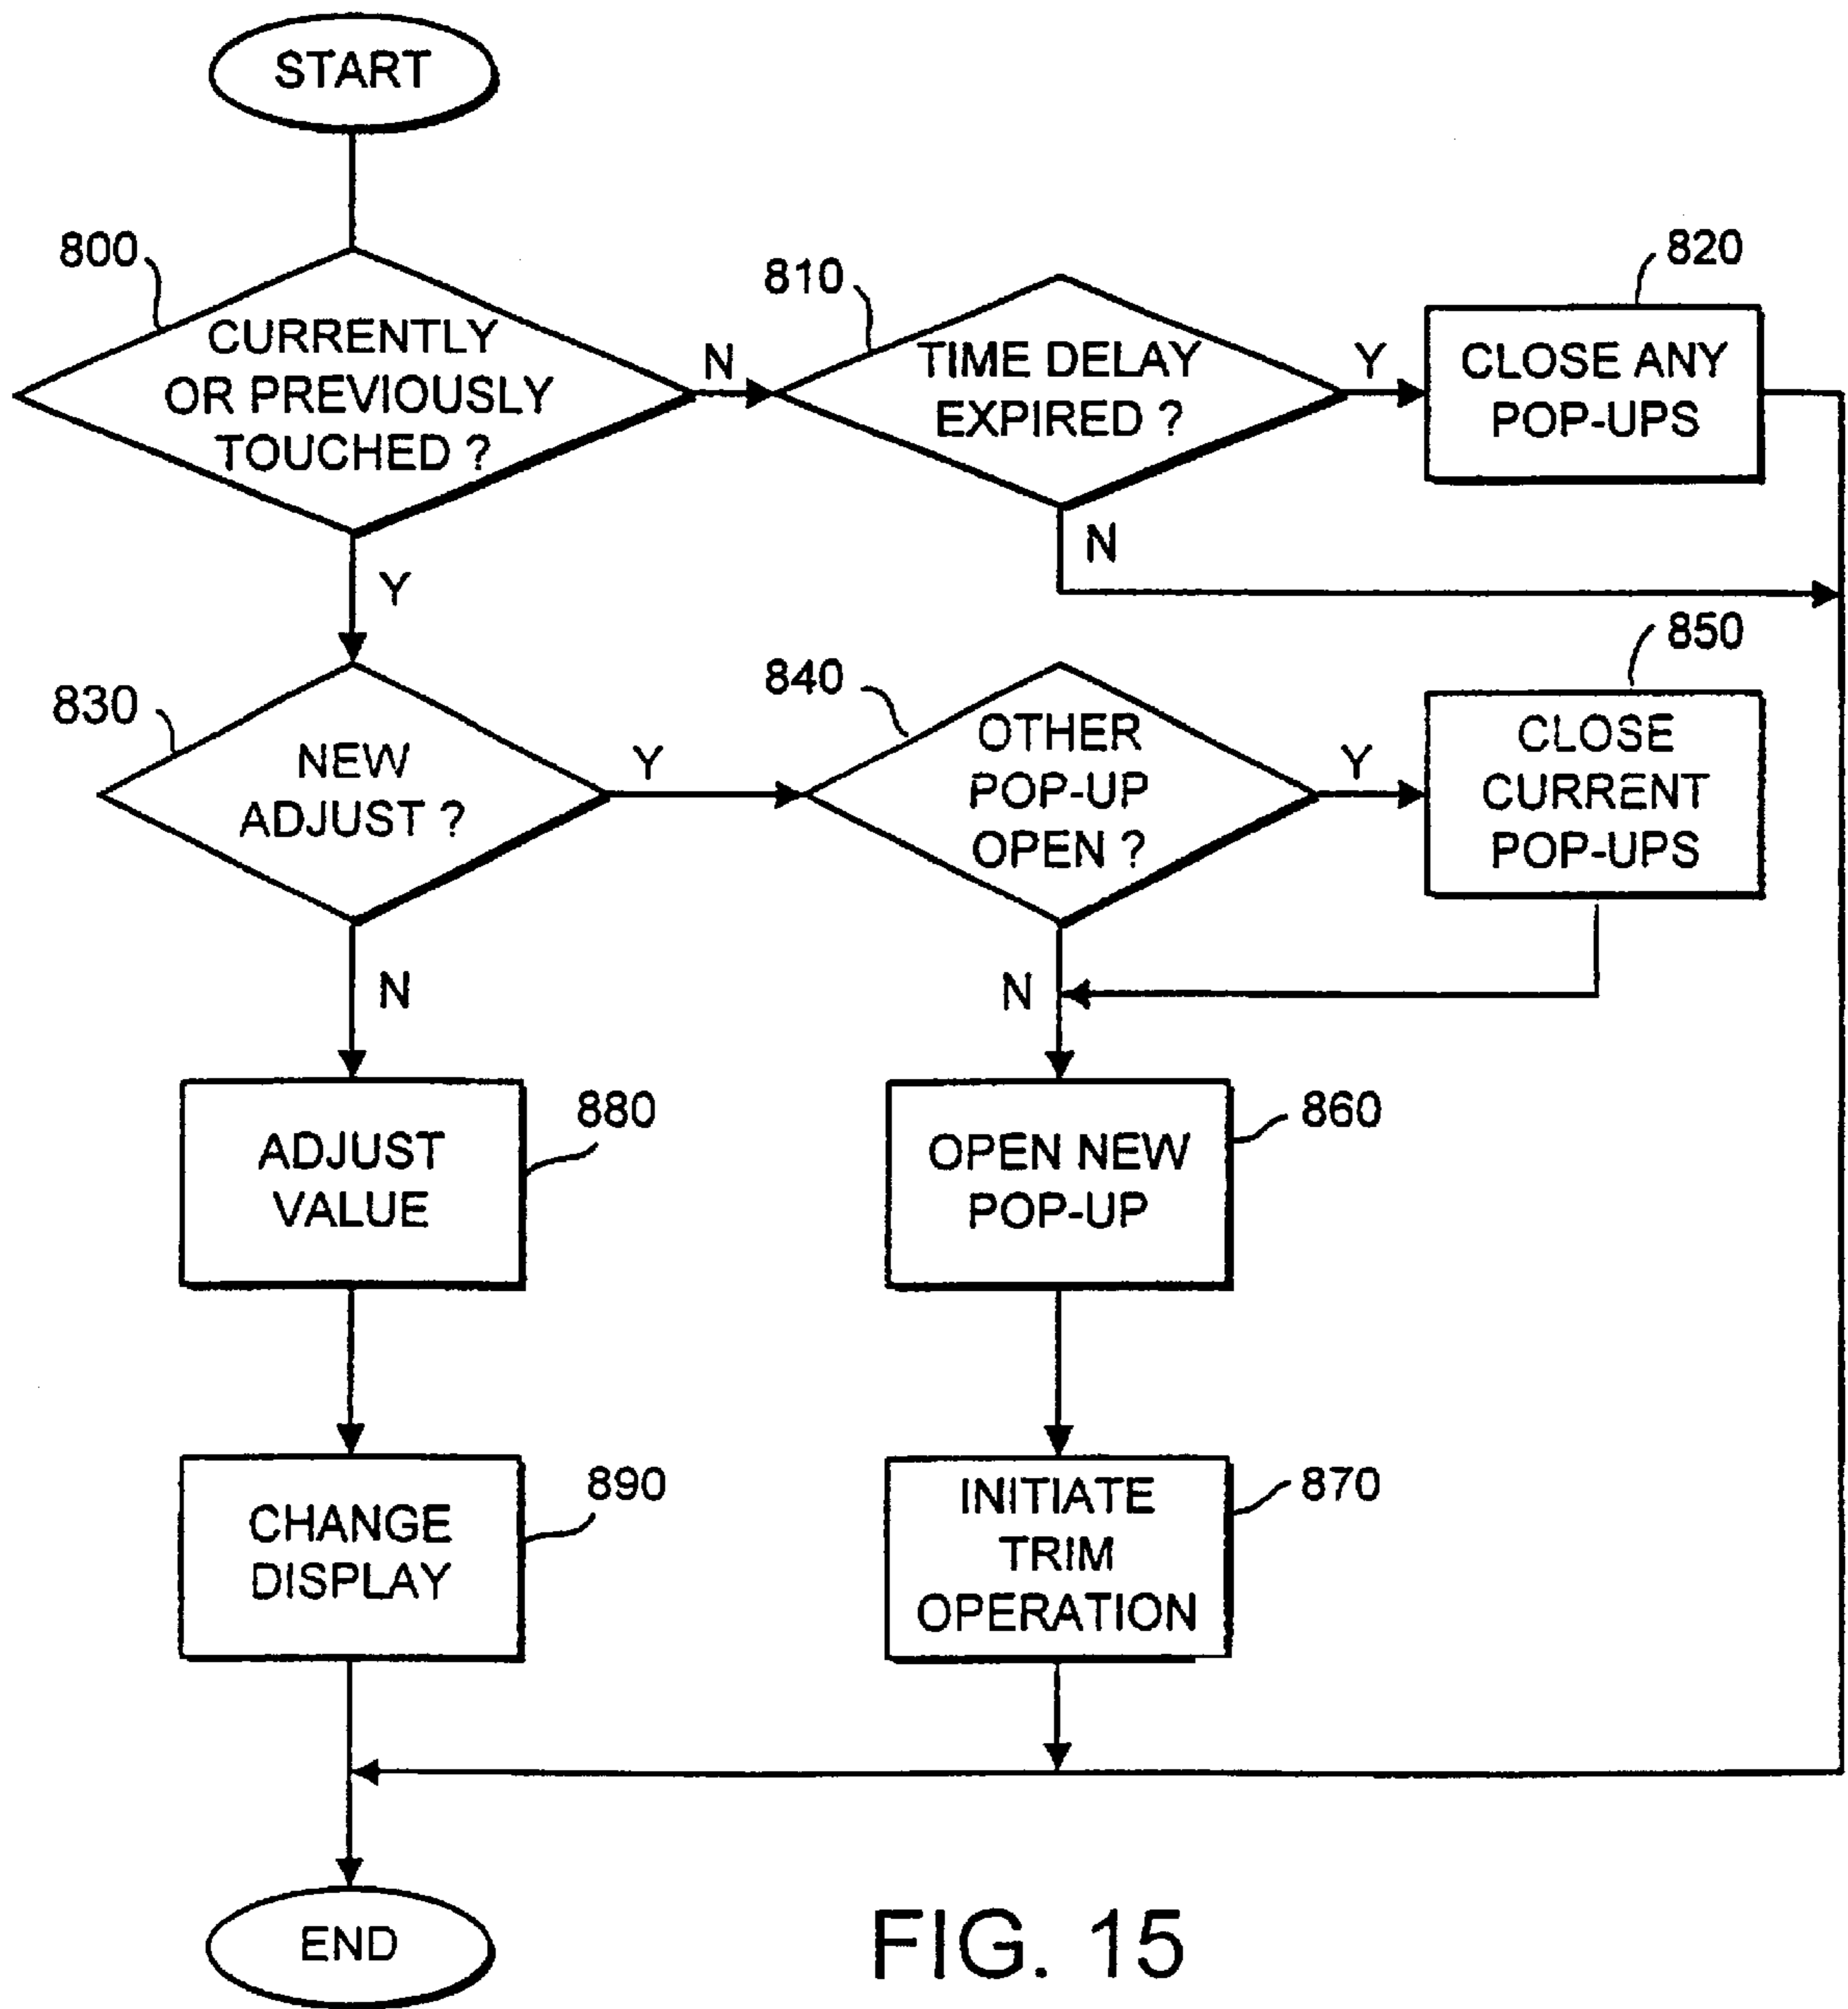 START
800
CURRENTLY
OR PREVIOUSLY
TOUCHED ?
N
810
TIME DELAY
EXPIRED ?
Y
820
CLOSE ANY
POP-UPS
N
Y
830
NEW
ADJUST ?
Y
840
OTHER
POP-UP
OPEN ?
Y
850
CLOSE
CURRENT
POP-UPS
N
N
880
ADJUST
VALUE
860
OPEN NEW
POP-UP
890
CHANGE
DISPLAY
870
INITIATE
TRIM
OPERATION
END
FIG. 15